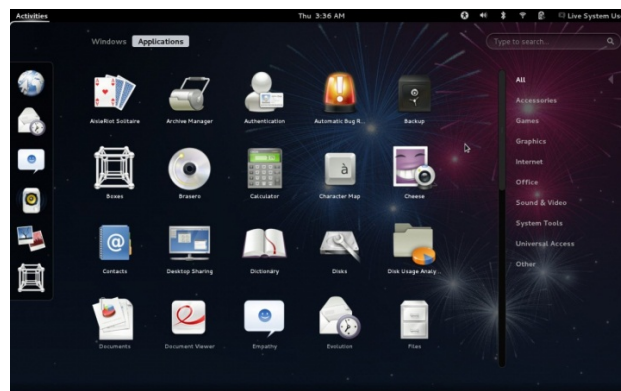 Activities Thu 3:36 AM Live System Us
Windows Applications Type to search...
All
Accessories
Games
Graphics
Internet
Office
Sound & Video
System Tools
Universal Access
Other
AisleRiot Solitaire Archive Manager Authentication Automatic Bug R... Backup
à
Boxes Brasero Calculator Character Map Cheese
@
Contacts Desktop Sharing Dictionary Disks Disk Usage Analy...
Documents Document Viewer Empathy Evolution Files